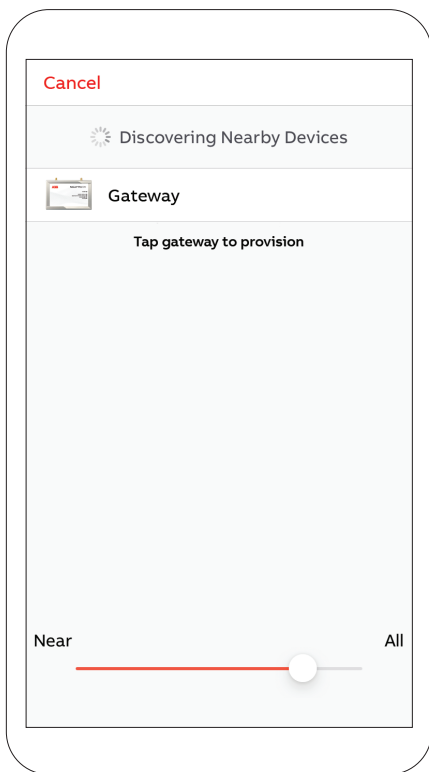 Cancel
Discovering Nearby Devices
Gateway
Tap gateway to provision
Near
All